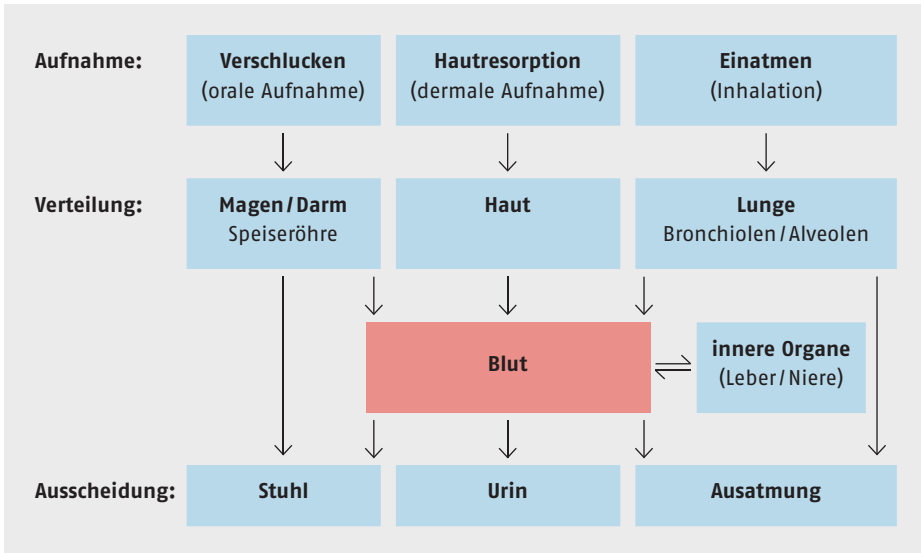 Aufnahme:
Verschlucken
(orale Aufnahme)
Hautresorption
(dermale Aufnahme)
Einatmen
(Inhalation)
Verteilung:
Magen/Darm
Speiseröhre
Haut
Lunge
Bronchiolen/Alveolen
Blut
innere Organe
(Leber/Niere)
Ausscheidung:
Stuhl
Urin
Ausatmung